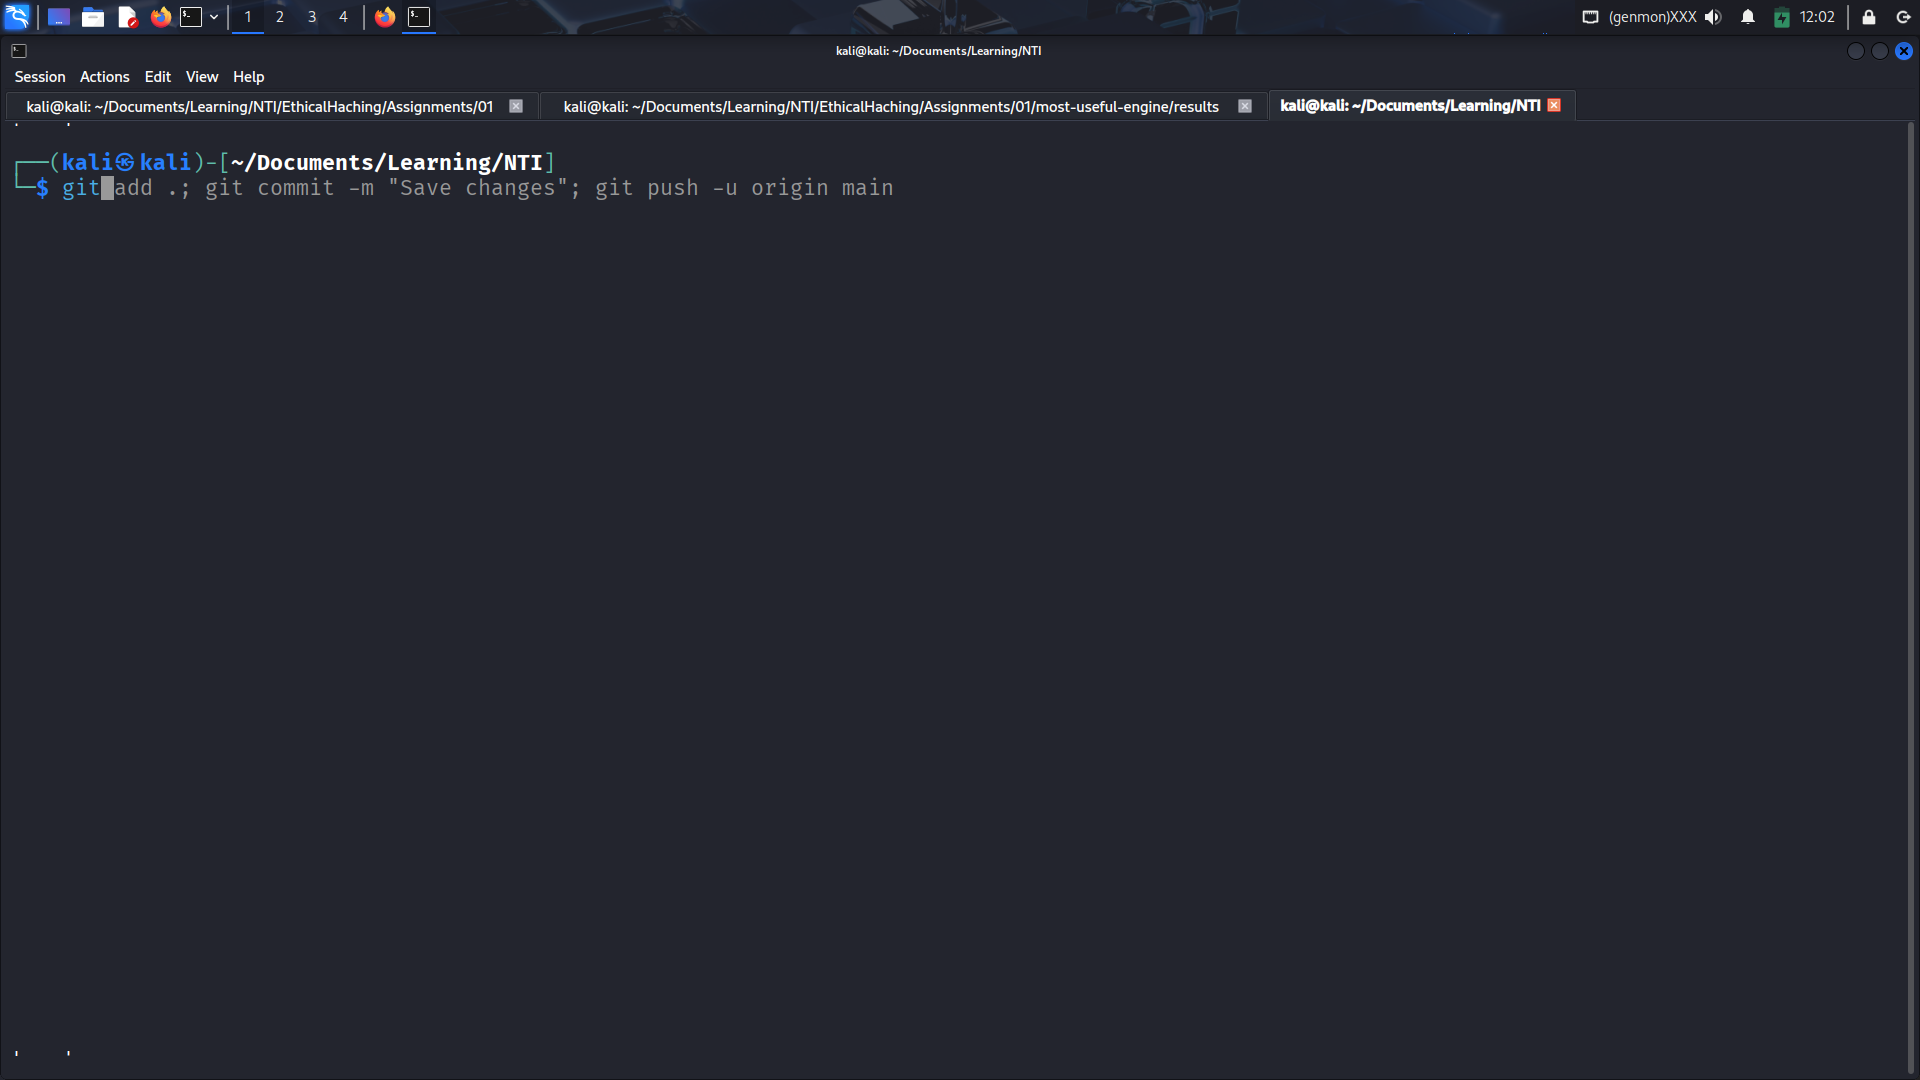 1 2 3 4 (genmon)XXX 12:02
kali@kali: ~/Documents/Learning/NTI
Session Actions Edit View Help
kali@kali: ~/Documents/Learning/NTI/EthicalHaching/Assignments/01 kali@kali: ~/Documents/Learning/NTI/EthicalHaching/Assignments/01/most-useful-engine/results kali@kali: ~/Documents/Learning/NTI
┌──(kali㉿kali)-[~/Documents/Learning/NTI]
└─$ git add .; git commit -m "Save changes"; git push -u origin main